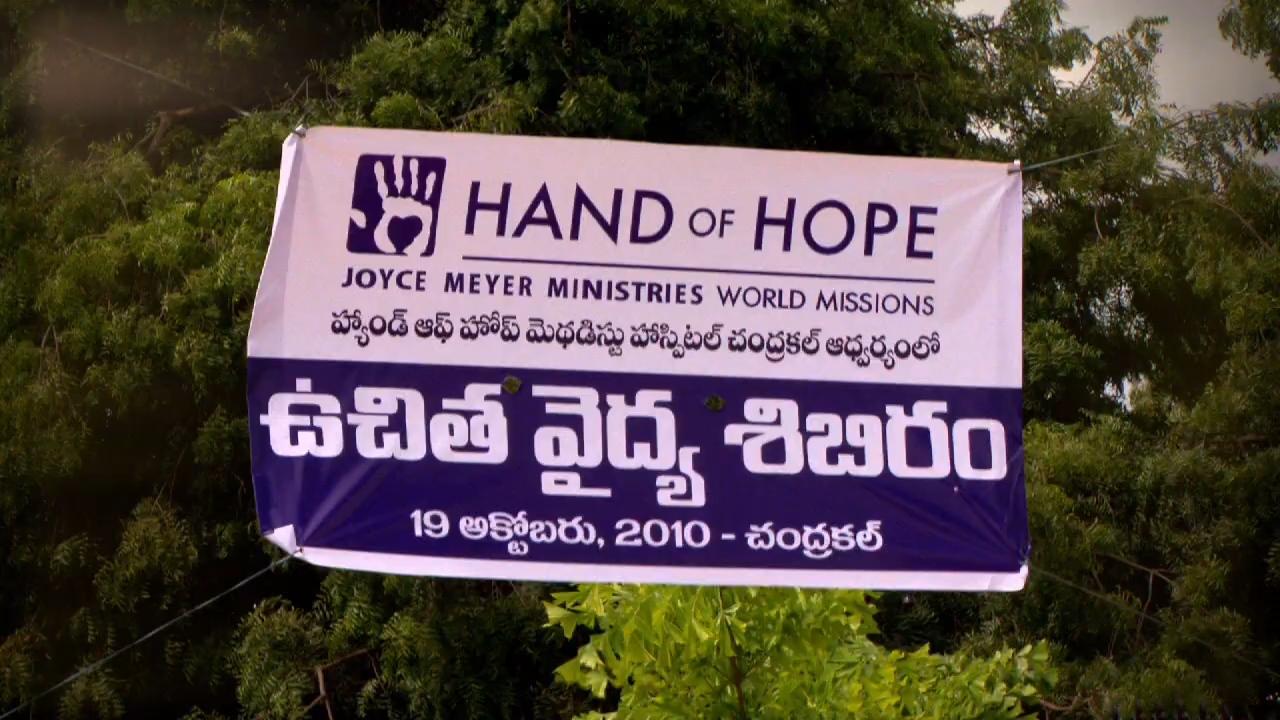 HAND OF HOPE
JOYCE MEYER MINISTRIES WORLD MISSIONS
హ్యాండ్ ఆఫ్ హోప్ మెథడిస్టు హాస్పిటల్ చంద్రకల్ ఆధ్వర్యంలో
ఉచిత వైద్య శిబిరం
19 అక్టోబరు, 2010 - చంద్రకల్